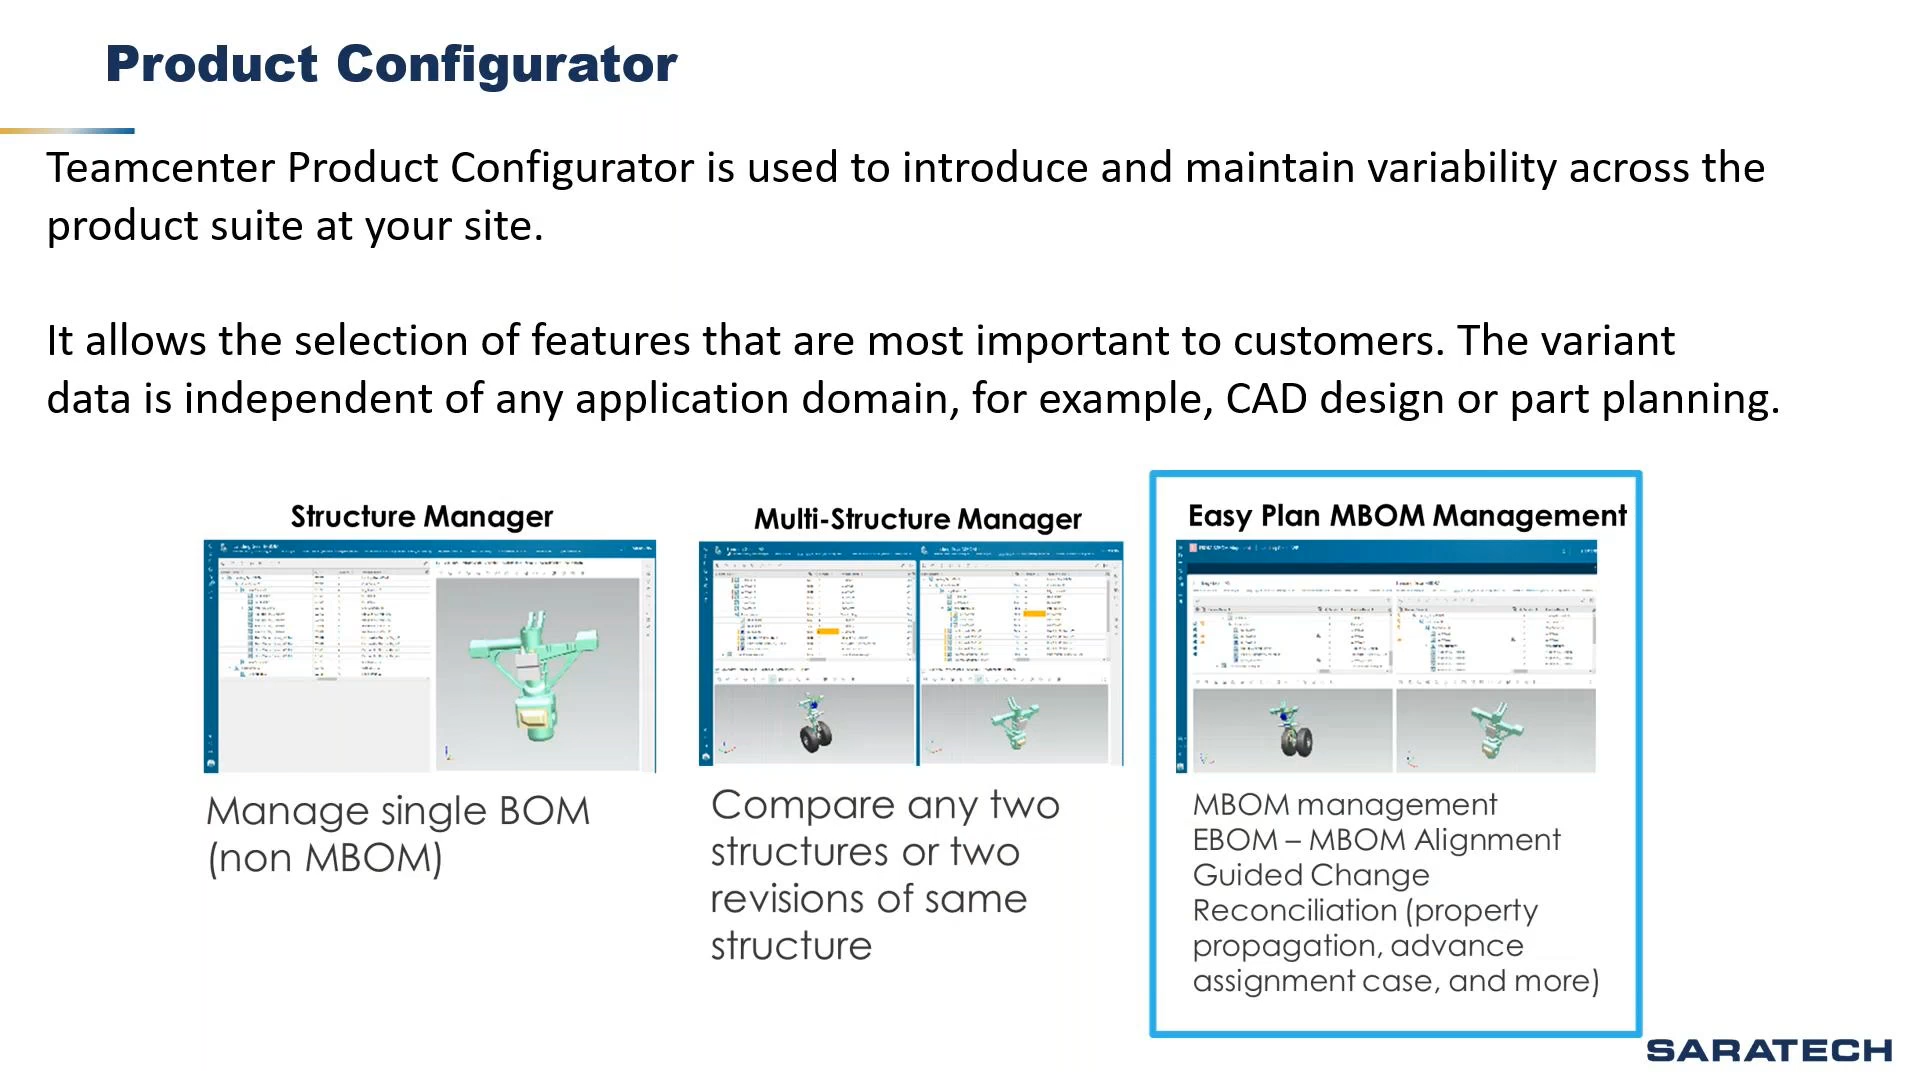 Product Configurator
Teamcenter Product Configurator is used to introduce and maintain variability across the
product suite at your site.
It allows the selection of features that are most important to customers. The variant
data is independent of any application domain, for example, CAD design or part planning.
Structure Manager
Manage single BOM
(non MBOM)
Multi-Structure Manager
Compare any two
structures or two
revisions of same
structure
Easy Plan MBOM Management
MBOM management
EBOM – MBOM Alignment
Guided Change
Reconciliation (property
propagation, advance
assignment case, and more)
SARATECH